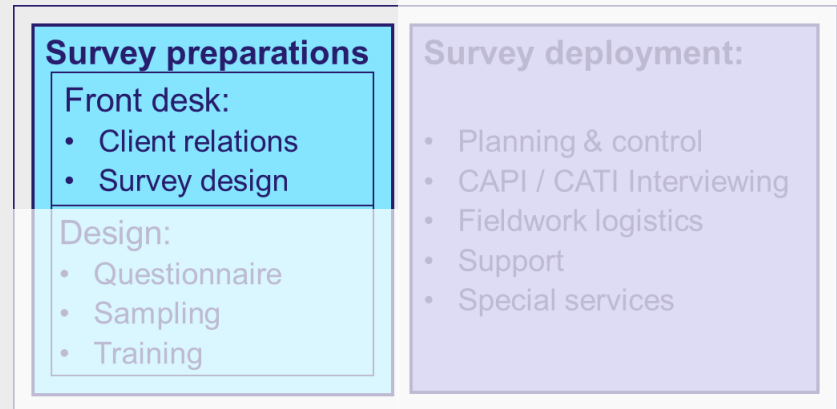 Survey preparations
Front desk:
• Client relations
• Survey design
Design:
• Questionnaire
• Sampling
• Training
Survey deployment:
• Planning & control
• CAPI / CATI Interviewing
• Fieldwork logistics
• Support
• Special services